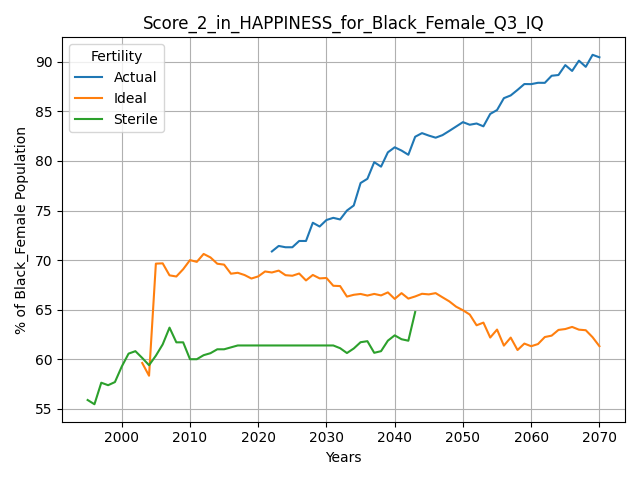 Score_2_in_HAPPINESS_for_Black_Female_Q3_IQ
Fertility
Actual
Ideal
Sterile
% of Black_Female Population
90
85
80
75
70
65
60
55
2000 2010 2020 2030 2040 2050 2060 2070
Years